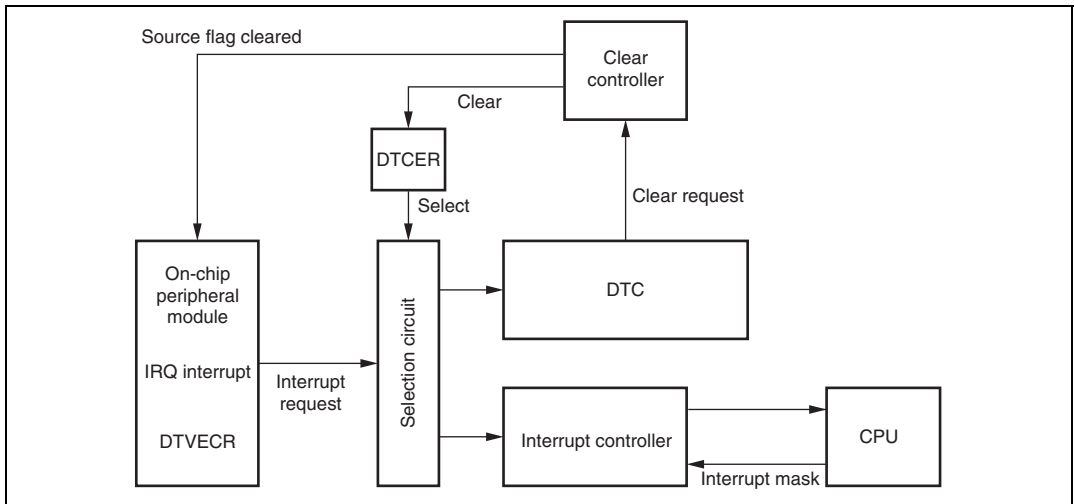 Source flag cleared
Clear
controller
Clear
DTCER
Clear request
Select
On-chip
peripheral
module
DTC
Selection circuit
IRQ interrupt
Interrupt
request
DTVECR
Interrupt controller
CPU
Interrupt mask